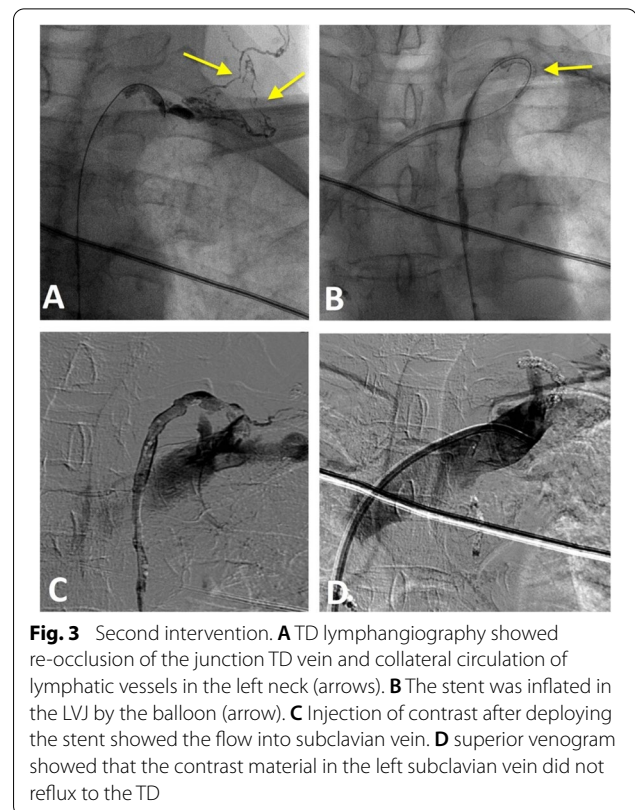 A
B
C
D
Fig. 3 Second intervention. A TD lymphangiography showed
re-occlusion of the junction TD vein and collateral circulation of
lymphatic vessels in the left neck (arrows). B The stent was inflated in
the LVJ by the balloon (arrow). C Injection of contrast after deploying
the stent showed the flow into subclavian vein. D superior venogram
showed that the contrast material in the left subclavian vein did not
reflux to the TD